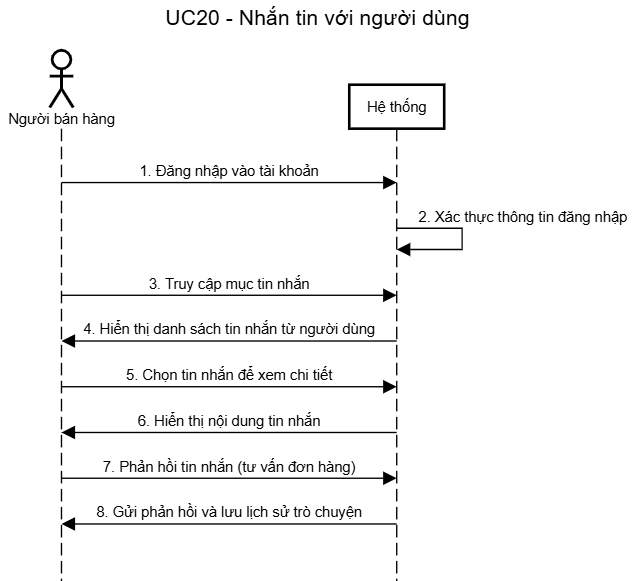 UC20 - Nhắn tin với người dùng
Người bán hàng
Hệ thống
1. Đăng nhập vào tài khoản
2. Xác thực thông tin đăng nhập
3. Truy cập mục tin nhắn
4. Hiển thị danh sách tin nhắn từ người dùng
5. Chọn tin nhắn để xem chi tiết
6. Hiển thị nội dung tin nhắn
7. Phản hồi tin nhắn (tư vấn đơn hàng)
8. Gửi phản hồi và lưu lịch sử trò chuyện